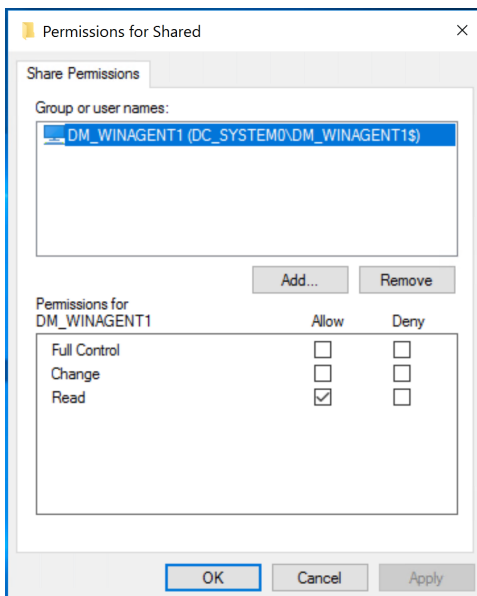 Permissions for Shared
Share Permissions
Group or user names:
DM_WINAGENT1 (DC_SYSTEM0\DM_WINAGENT1$)
Add...
Remove
Permissions for
DM_WINAGENT1
Allow
Deny
Full Control
Change
Read
OK
Cancel
Apply